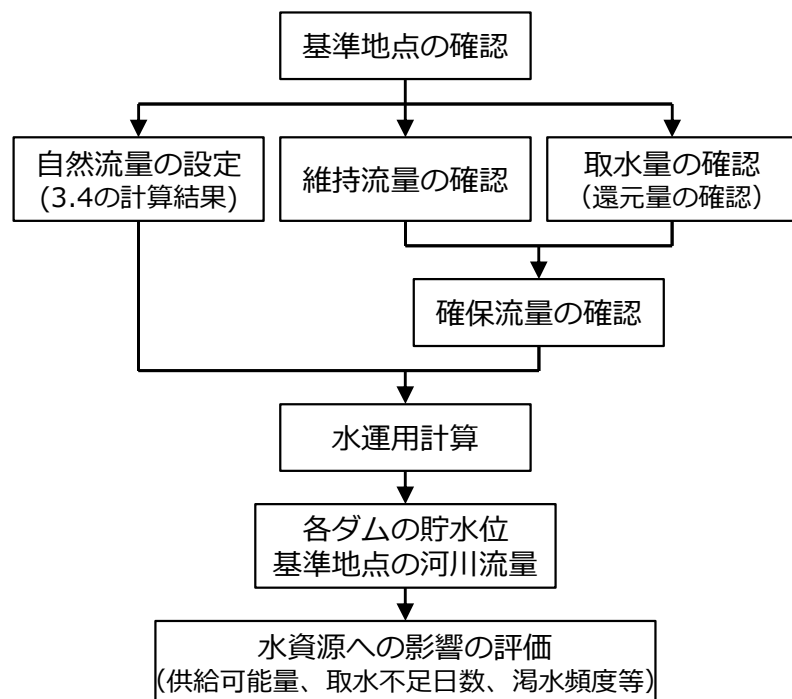 基準地点の確認
自然流量の設定
(3.4の計算結果)
維持流量の確認
取水量の確認
（還元量の確認）
確保流量の確認
水運用計算
各ダムの貯水位
基準地点の河川流量
水資源への影響の評価
（供給可能量、取水不足日数、渇水頻度等）